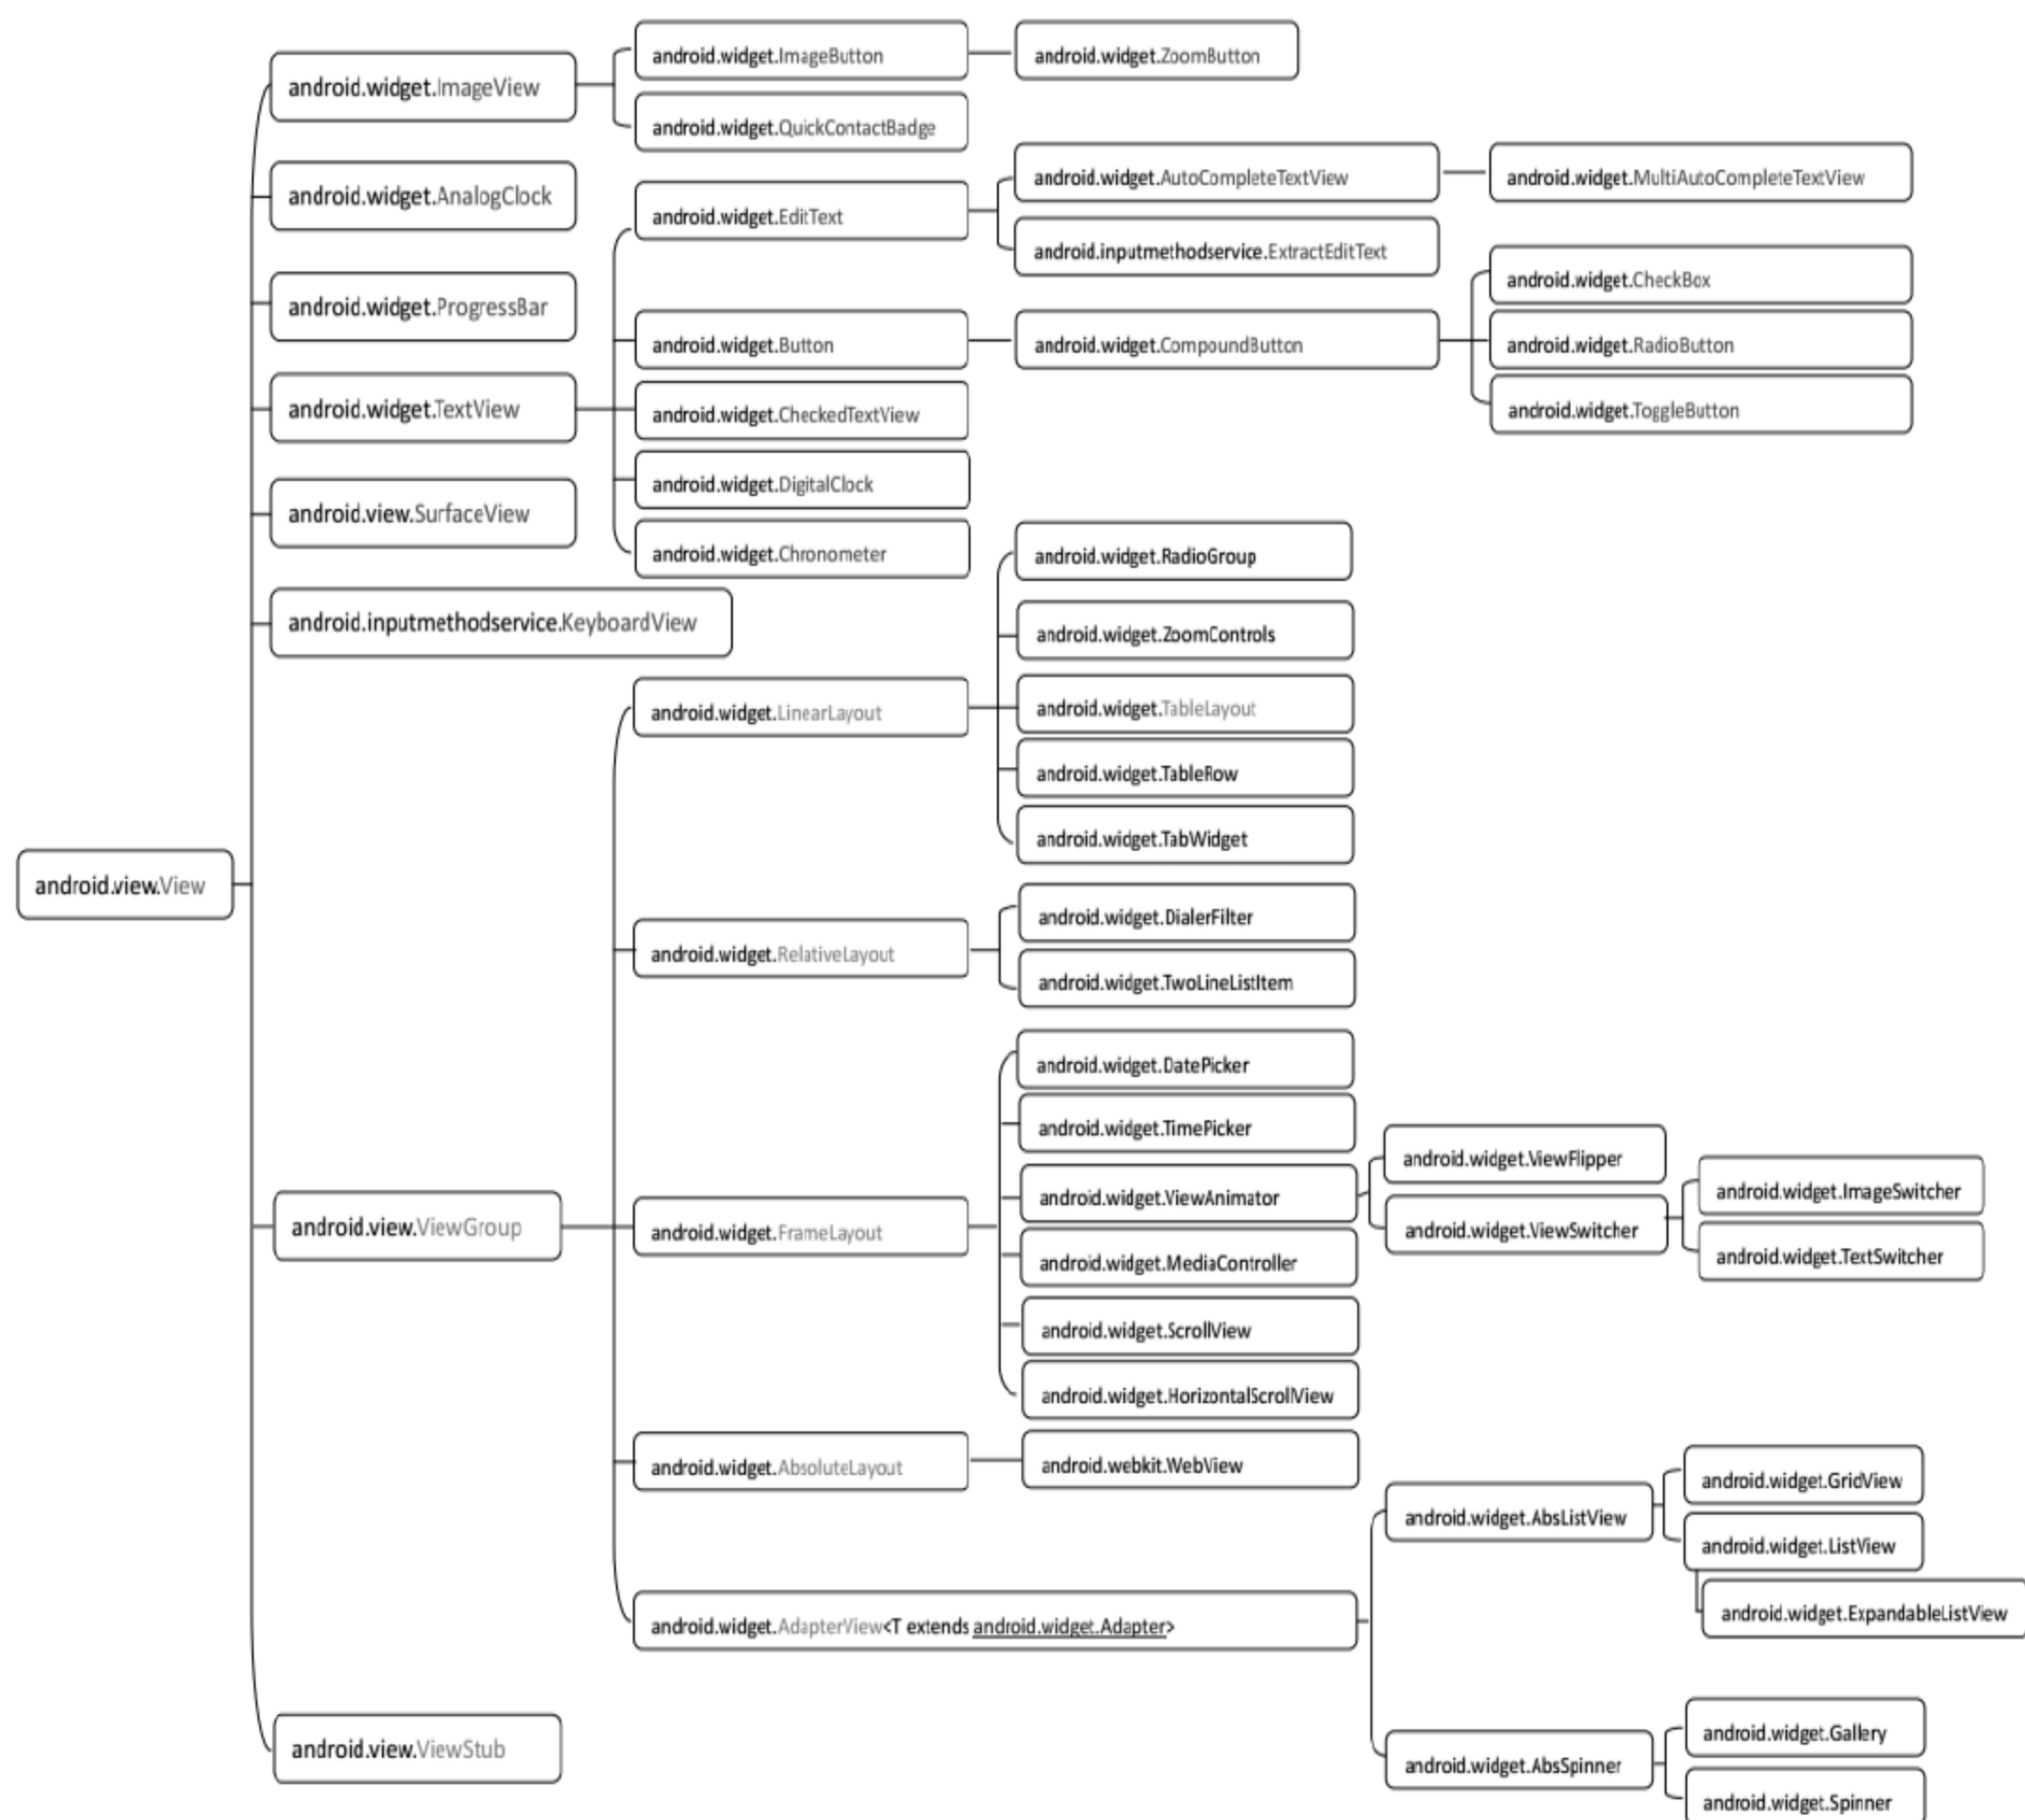 android.widget.ImageButton
android.widget.ZoomButton
android.widget.ImageView
android.widget.QuickContactBadge
android.widget.AutoCompleteTextView
android.widget.MultiAutoCompleteTextView
android.widget.AnalogClock
android.widget.EditText
android.inputmethodservice.ExtractEditText
android.widget.CheckBox
android.widget.ProgressBar
android.widget.Button
android.widget.CompoundButton
android.widget.RadioButton
android.widget.TextView
android.widget.CheckedTextView
android.widget.ToggleButton
android.widget.DigitalClock
android.view.SurfaceView
android.widget.Chronometer
android.widget.RadioGroup
android.inputmethodservice.KeyboardView
android.widget.ZoomControls
android.widget.LinearLayout
android.widget.TableLayout
android.widget.TableRow
android.widget.TabWidget
android.view.View
android.widget.DialerFilter
android.widget.RelativeLayout
android.widget.TwoLineListItem
android.widget.DatePicker
android.widget.TimePicker
android.widget.ViewFlipper
android.widget.ViewAnimator
android.widget.ImageSwitcher
android.view.ViewGroup
android.widget.FrameLayout
android.widget.ViewSwitcher
android.widget.MediaController
android.widget.TextSwitcher
android.widget.ScrollView
android.widget.HorizontalScrollView
android.widget.AbsoluteLayout
android.webkit.WebView
android.widget.GridView
android.widget.AbsListView
android.widget.ListView
android.widget.ExpandableListView
android.widget.AdapterView<T extends android.widget.Adapter>
android.widget.Gallery
android.view.ViewStub
android.widget.AbsSpinner
android.widget.Spinner